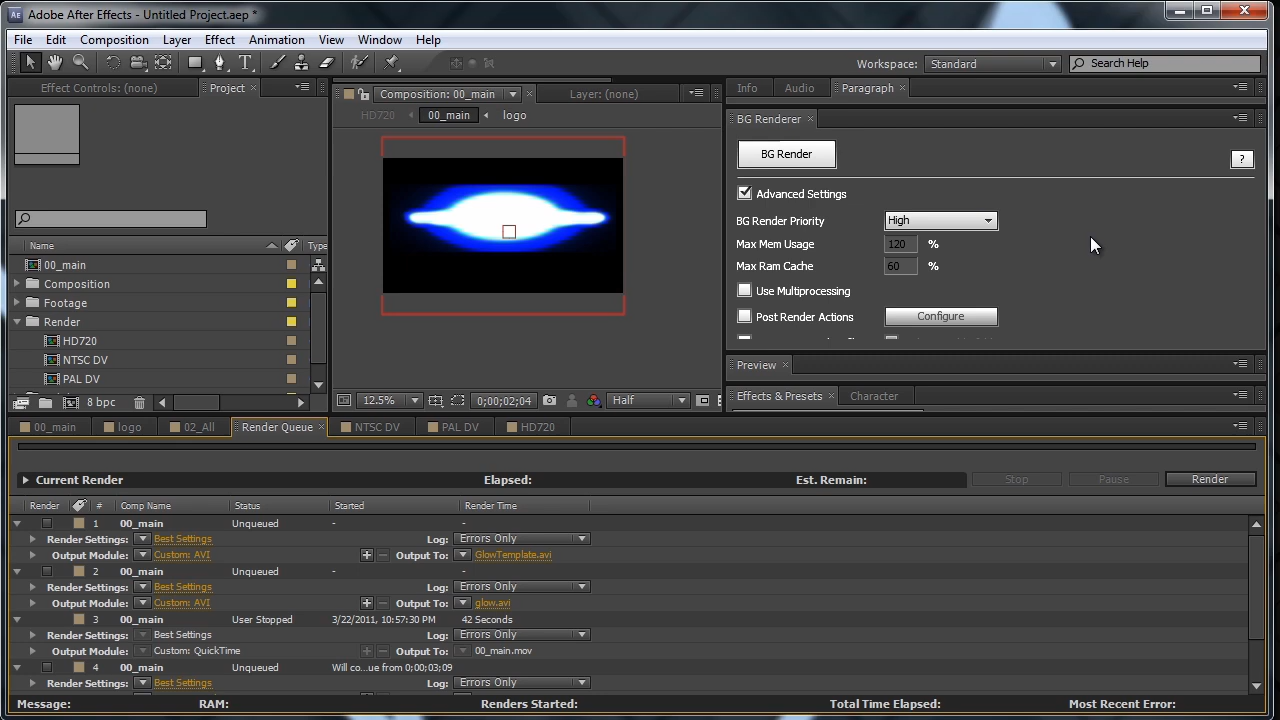 Adobe After Effects - Untitled Project.aep *
File Edit Composition Layer Effect Animation View Window Help
Workspace: Standard Search Help
Effect Controls: (none) Project
Composition: 00_main Layer: (none)
Info Audio Paragraph
HD720 00_main logo
BG Renderer
BG Render
?
Advanced Settings
BG Render Priority High
Max Mem Usage 120 %
Max Ram Cache 60 %
Use Multiprocessing
Post Render Actions Configure
Name Type
00_main
Composition
Footage
Render
HD720
NTSC DV
PAL DV
8 bpc
12.5% 0;00;02;04 Half
Preview
Effects & Presets Character
00_main logo 02_All Render Queue NTSC DV PAL DV HD720
Current Render Elapsed: Est. Remain: Stop Pause Render
Render # Comp Name Status Started Render Time
1 00_main Unqueued - -
Render Settings: Best Settings Log: Errors Only
Output Module: Custom: AVI Output To: GlowTemplate.avi
2 00_main Unqueued - -
Render Settings: Best Settings Log: Errors Only
Output Module: Custom: AVI Output To: glow.avi
3 00_main User Stopped 3/22/2011, 10:57:30 PM 42 Seconds
Render Settings: Best Settings Log: Errors Only
Output Module: Custom: QuickTime Output To: 00_main.mov
4 00_main Unqueued Will co...ue from 0;00;03;09
Render Settings: Best Settings Log: Errors Only
Message: RAM: Renders Started: Total Time Elapsed: Most Recent Error: